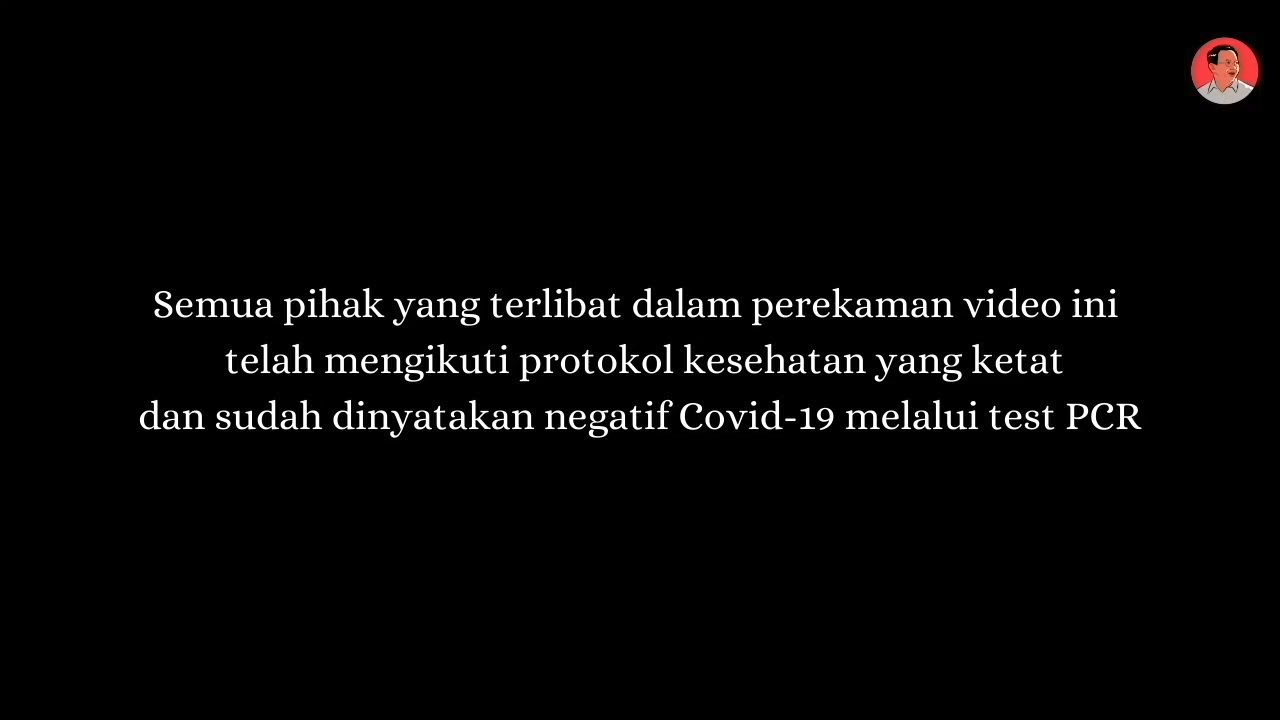 Semua pihak yang terlibat dalam perekaman video ini
telah mengikuti protokol kesehatan yang ketat
dan sudah dinyatakan negatif Covid-19 melalui test PCR